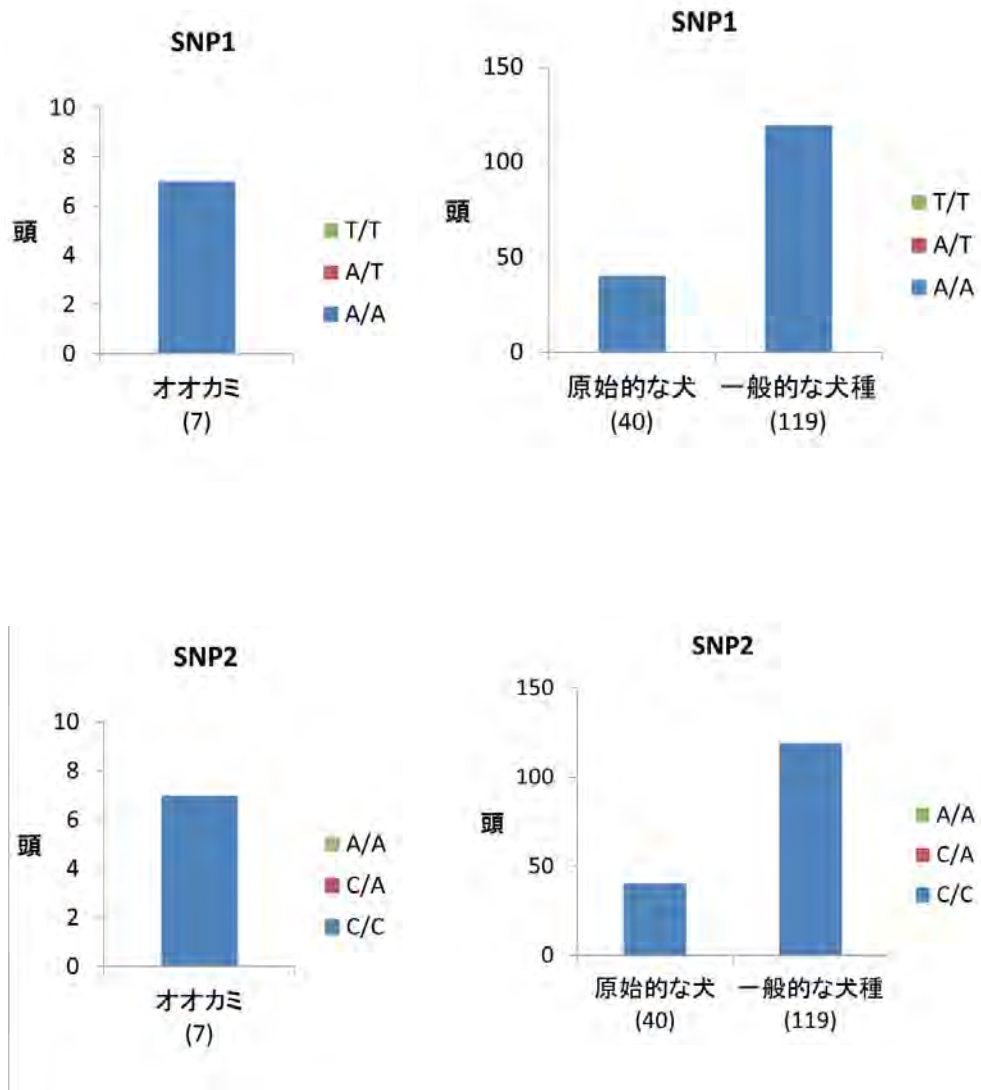 SNP1
10
8
6
4
2
0
頭
T/T
A/T
A/A
オオカミ
(7)
SNP1
150
100
50
0
頭
T/T
A/T
A/A
原始的な犬 一般的な犬種
(40) (119)
SNP2
10
8
6
4
2
0
頭
A/A
C/A
C/C
オオカミ
(7)
SNP2
150
100
50
0
頭
A/A
C/A
C/C
原始的な犬 一般的な犬種
(40) (119)